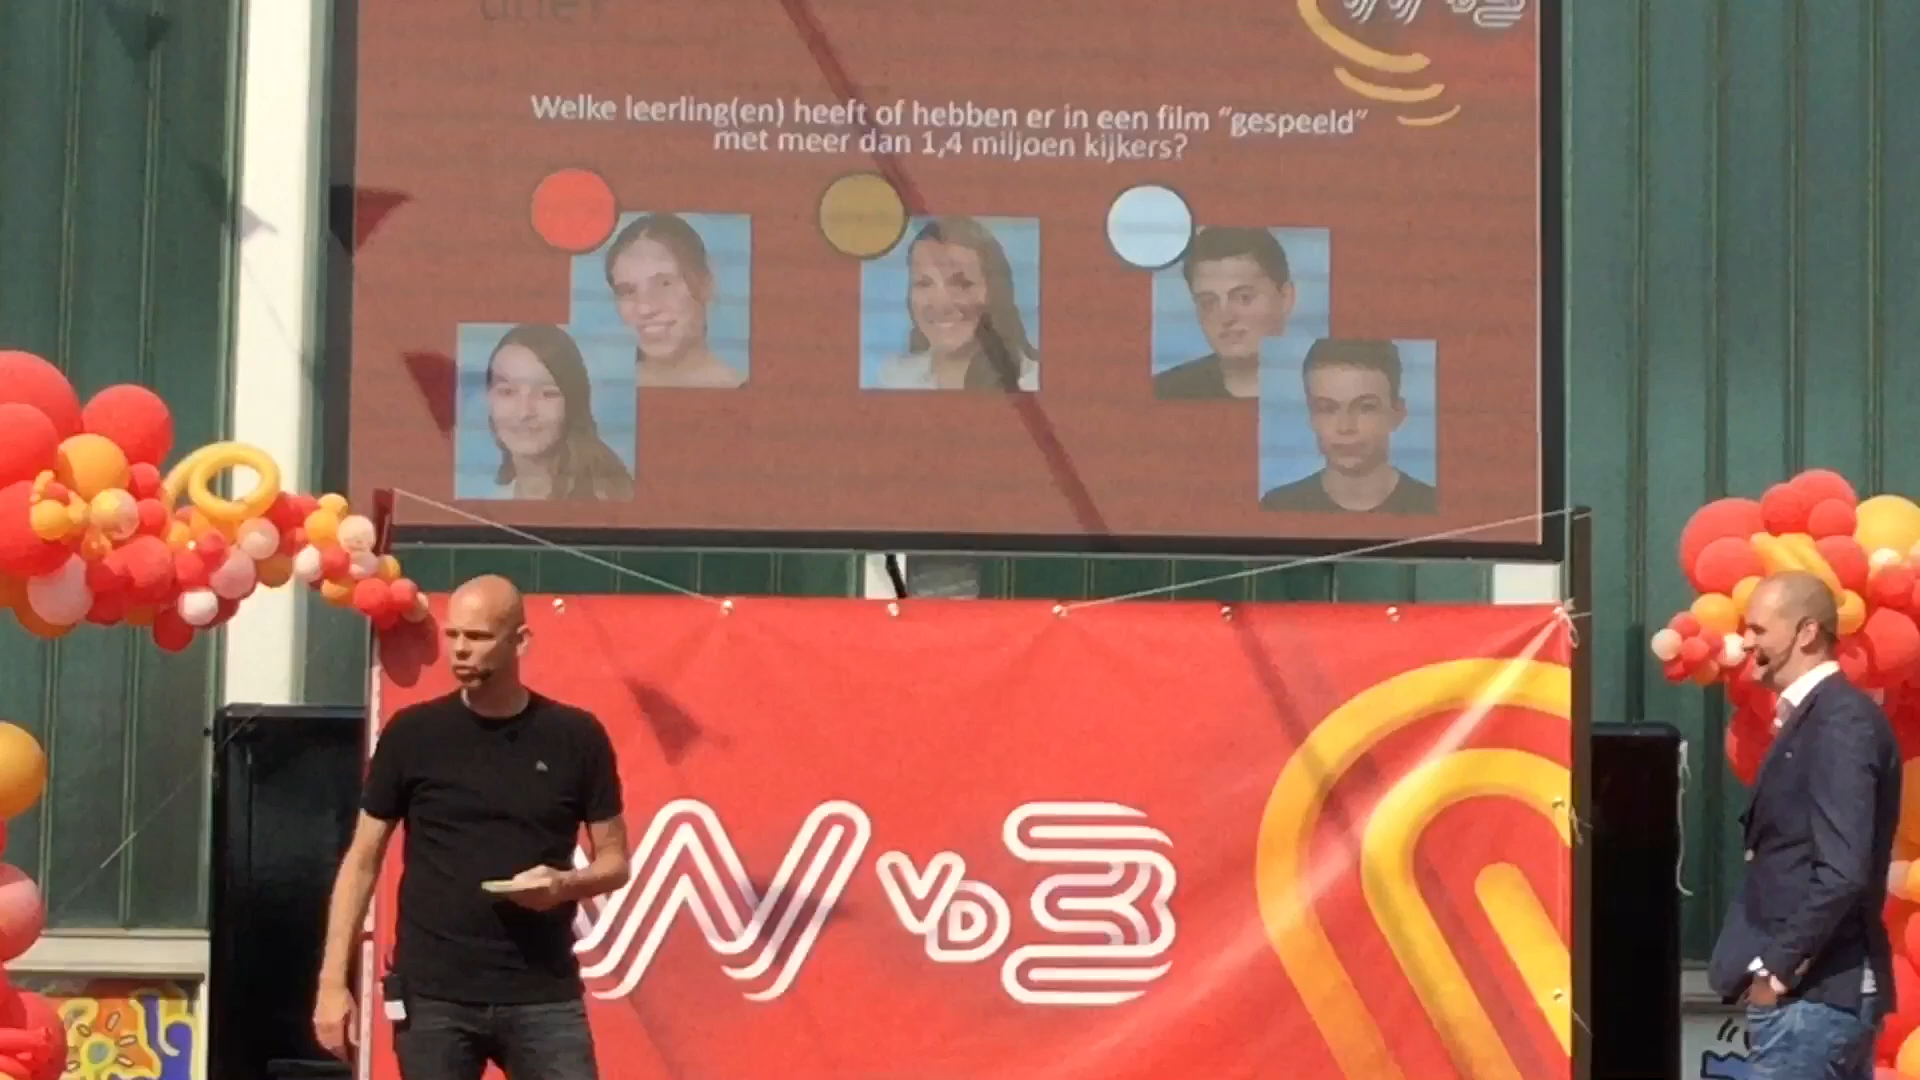 Welke leerling(en) heeft of hebben er in een film “gespeeld”
met meer dan 1,4 miljoen kijkers?
W VD 3